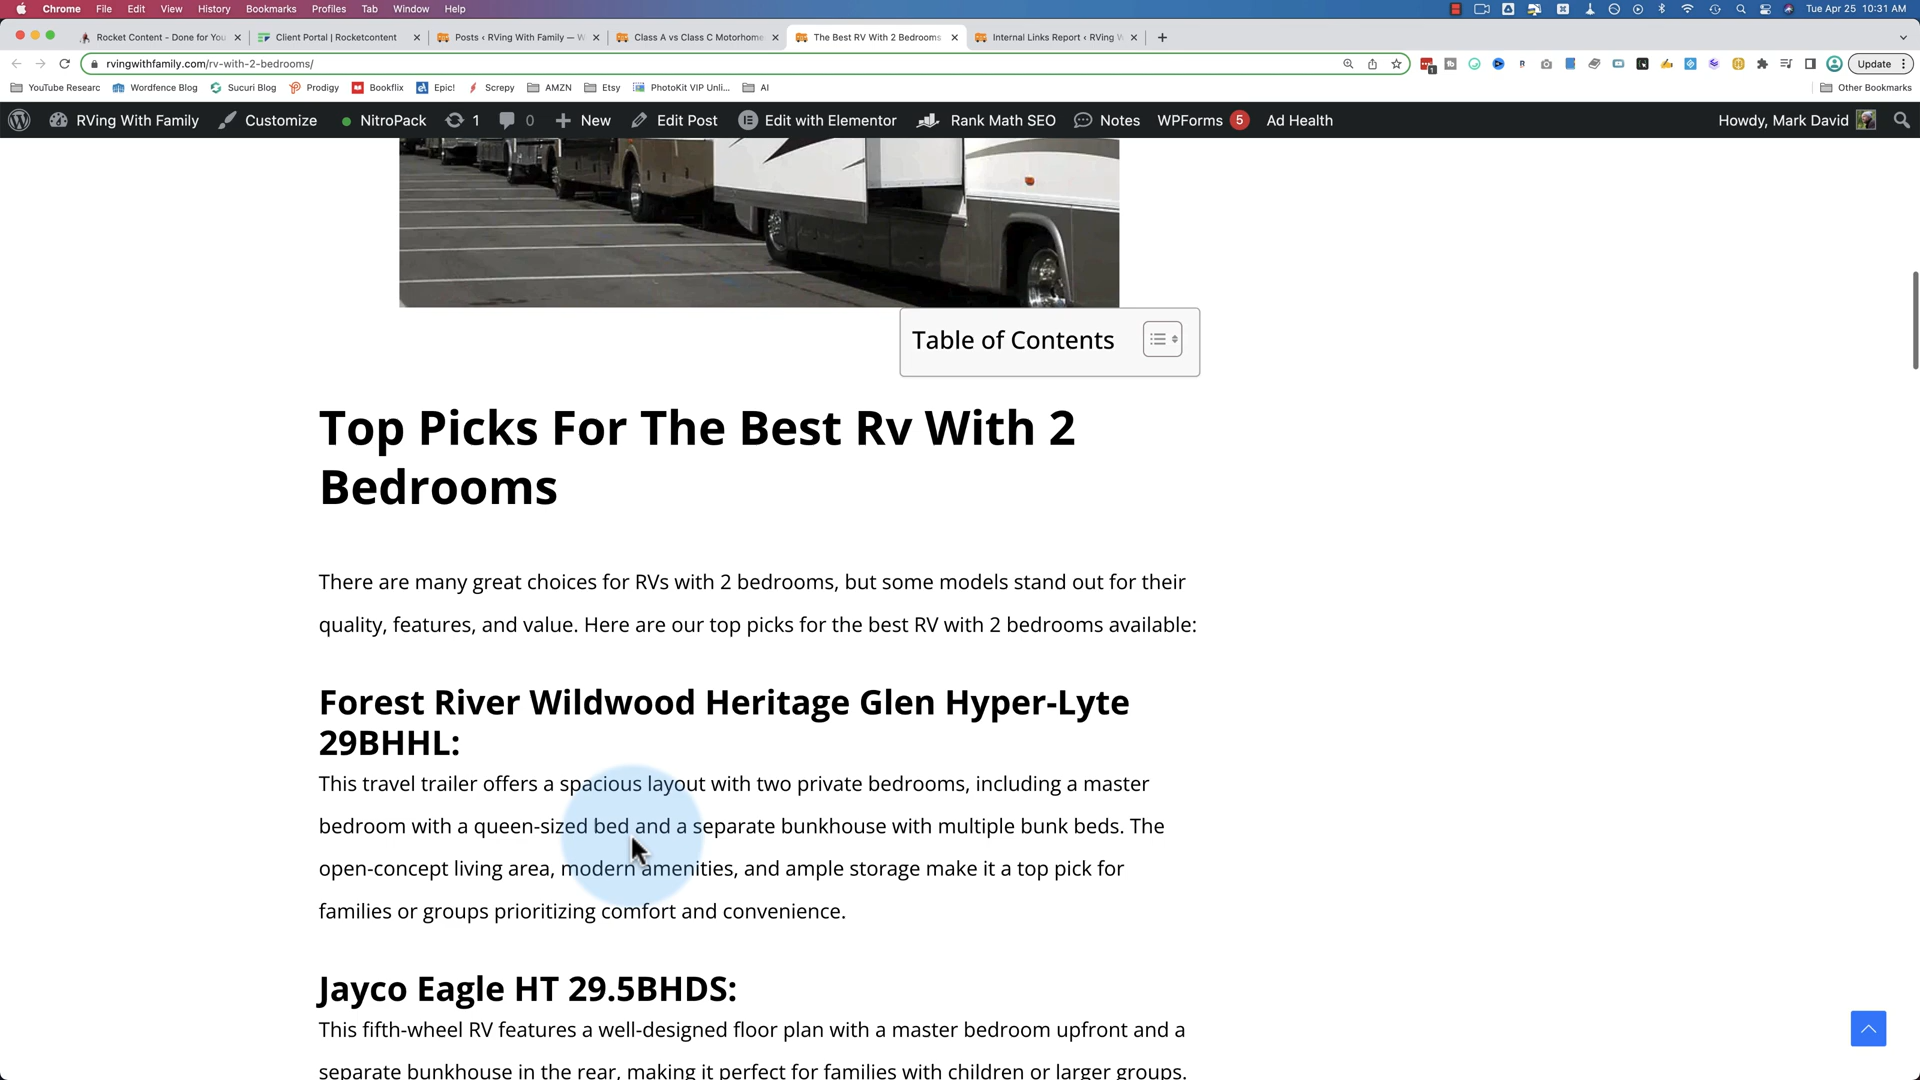 Chrome File Edit View History Bookmarks Profiles Tab Window Help Tue Apr 25 10:31 AM
Rocket Content - Done for You Client Portal | Rocketcontent Posts ‹ RVing With Family — W Class A vs Class C Motorhome The Best RV With 2 Bedrooms Internal Links Report ‹ RVing W
rvingwithfamily.com/rv-with-2-bedrooms/ Update
YouTube Researc Wordfence Blog Sucuri Blog Prodigy Bookflix Epic! Screpy AMZN Etsy PhotoKit VIP Unli... AI Other Bookmarks
RVing With Family Customize NitroPack 1 0 New Edit Post Edit with Elementor Rank Math SEO Notes WPForms 5 Ad Health Howdy, Mark David
Table of Contents
Top Picks For The Best Rv With 2
Bedrooms
There are many great choices for RVs with 2 bedrooms, but some models stand out for their
quality, features, and value. Here are our top picks for the best RV with 2 bedrooms available:
Forest River Wildwood Heritage Glen Hyper-Lyte
29BHHL:
This travel trailer offers a spacious layout with two private bedrooms, including a master
bedroom with a queen-sized bed and a separate bunkhouse with multiple bunk beds. The
open-concept living area, modern amenities, and ample storage make it a top pick for
families or groups prioritizing comfort and convenience.
Jayco Eagle HT 29.5BHDS:
This fifth-wheel RV features a well-designed floor plan with a master bedroom upfront and a
separate bunkhouse in the rear, making it perfect for families with children or larger groups.